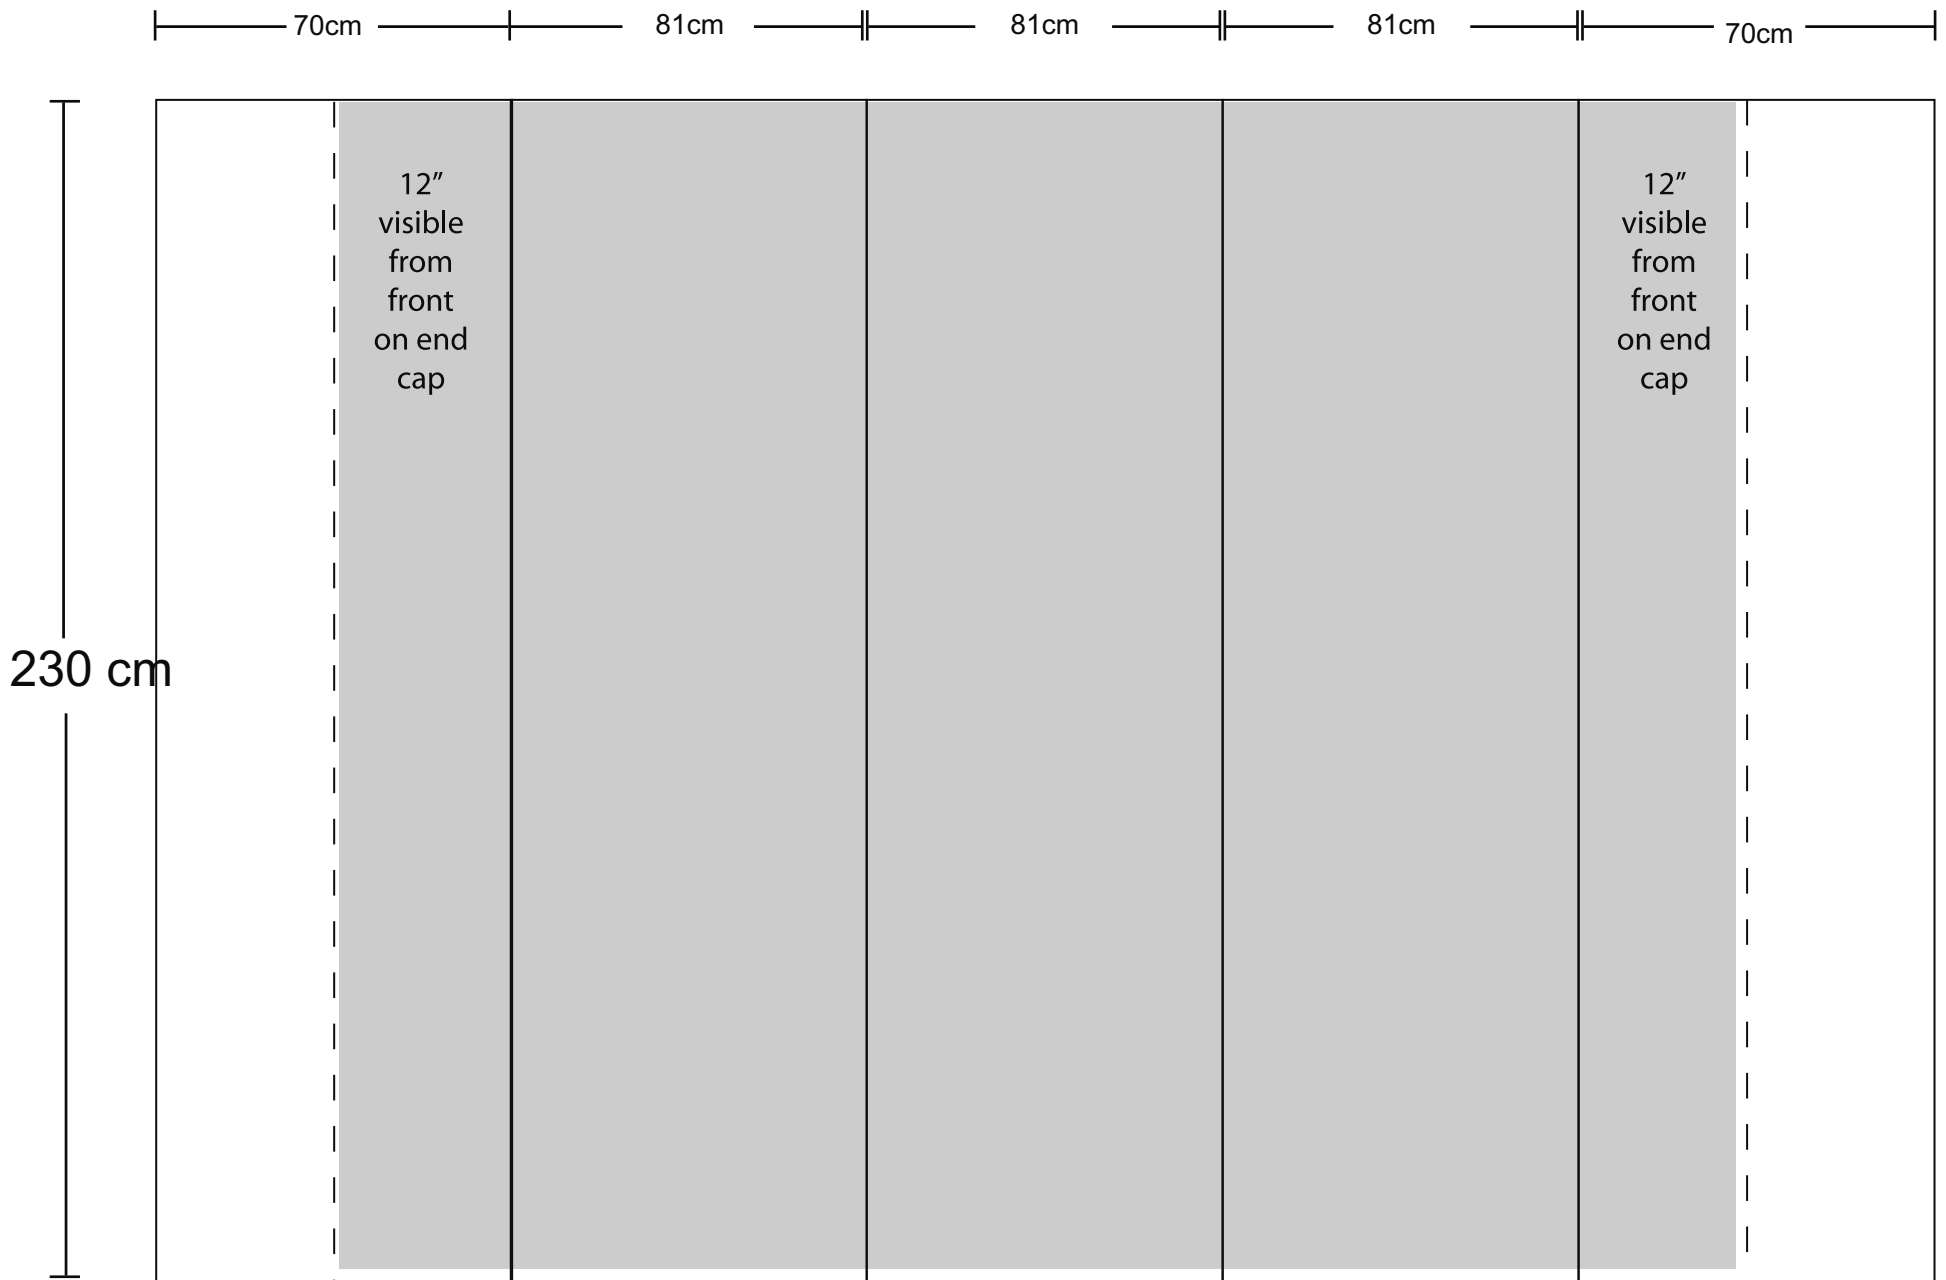 70cm
81cm
81cm
81cm
70cm
12″
visible
from
front
on end
cap
12″
visible
from
front
on end
cap
230 cm